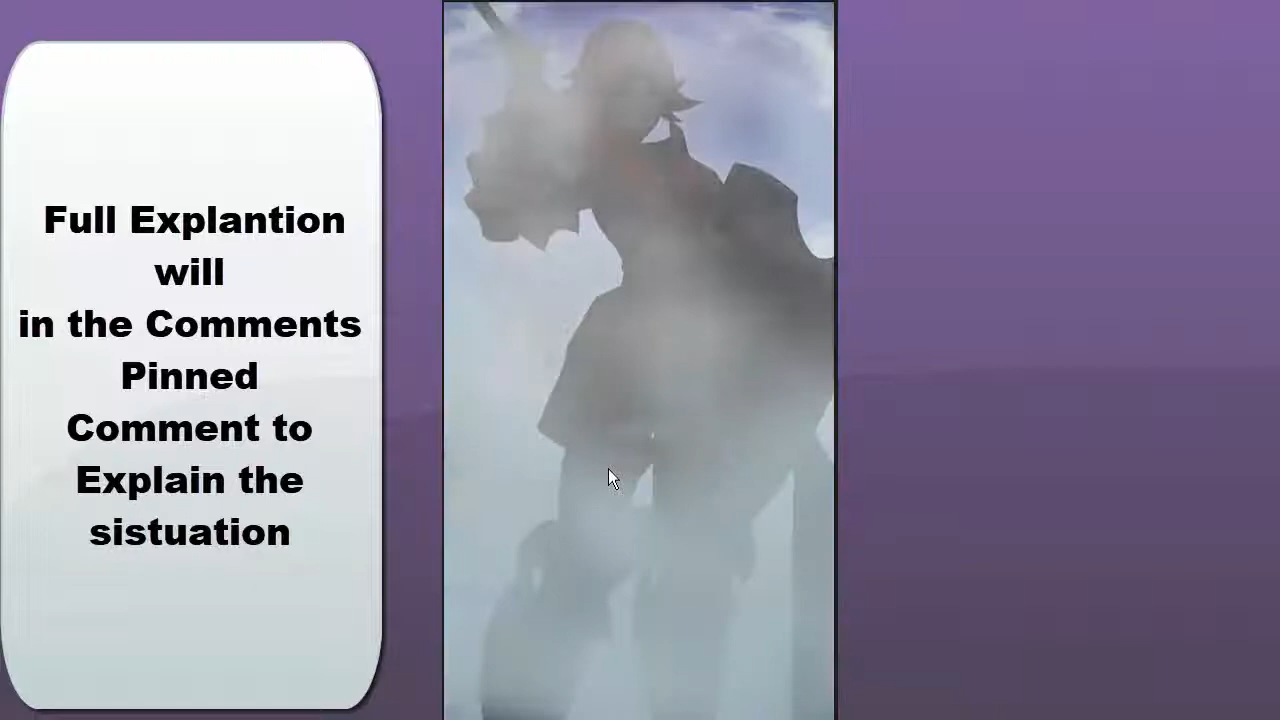 Full Explantion
will
in the Comments
Pinned
Comment to
Explain the
sistuation